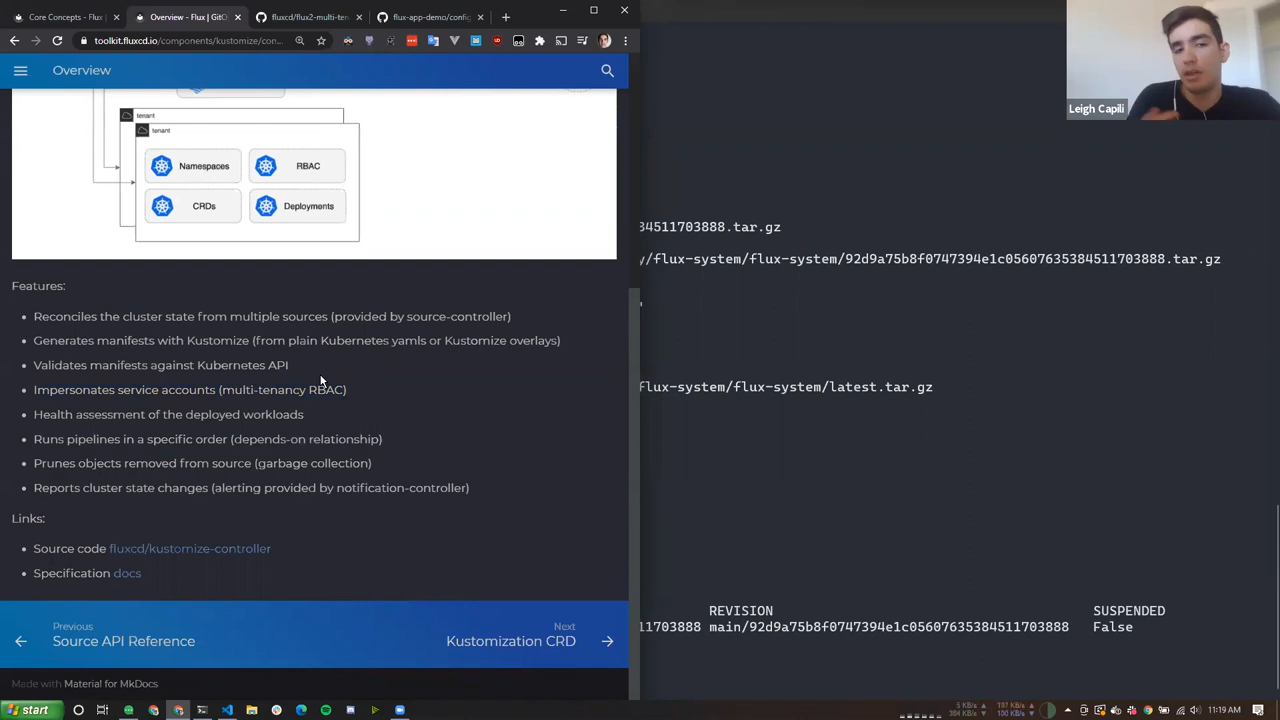 Core Concepts - Flux |
Overview - Flux | GitO
fluxcd/flux2-multi-ten
flux-app-demo/config
toolkit.fluxcd.io/components/kustomize/con...
Overview
Leigh Capili
tenant
tenant
Namespaces
RBAC
CRDs
Deployments
84511703888.tar.gz
y/flux-system/flux-system/92d9a75b8f0747394e1c05607635384511703888.tar.gz
flux-system/flux-system/latest.tar.gz
Features:
Reconciles the cluster state from multiple sources (provided by source-controller)
Generates manifests with Kustomize (from plain Kubernetes yamls or Kustomize overlays)
Validates manifests against Kubernetes API
Impersonates service accounts (multi-tenancy RBAC)
Health assessment of the deployed workloads
Runs pipelines in a specific order (depends-on relationship)
Prunes objects removed from source (garbage collection)
Reports cluster state changes (alerting provided by notification-controller)
Links:
Source code fluxcd/kustomize-controller
Specification docs
Previous
Source API Reference
Next
Kustomization CRD
Made with Material for MkDocs
REVISION SUSPENDED
11703888 main/92d9a75b8f0747394e1c05607635384511703888 False
start
11:19 AM